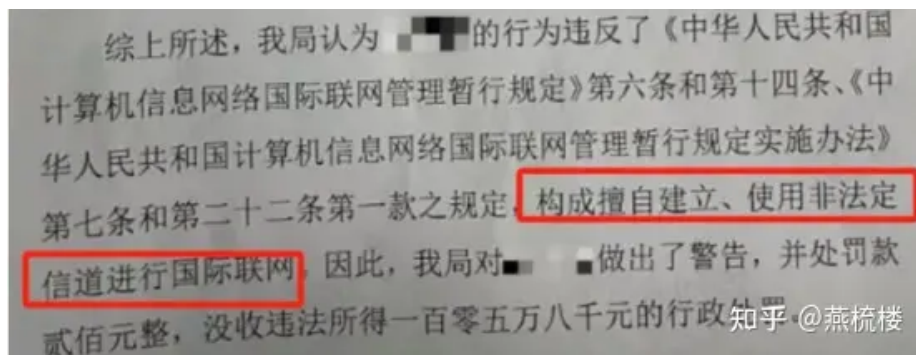 综上所述，我局认为的行为违反了《中华人民共和国
计算机信息网络国际联网管理暂行规定》第六条和第十四条、《中
华人民共和国计算机信息网络国际联网管理暂行规定实施办法》
第七条和第二十二条第一款之规定，构成擅自建立、使用非法定
信道进行国际联网，因此，我局对做出了警告，并处罚款
贰佰元整，没收违法所得一百零五万八千元的行政处罚。
知乎 @燕梳楼